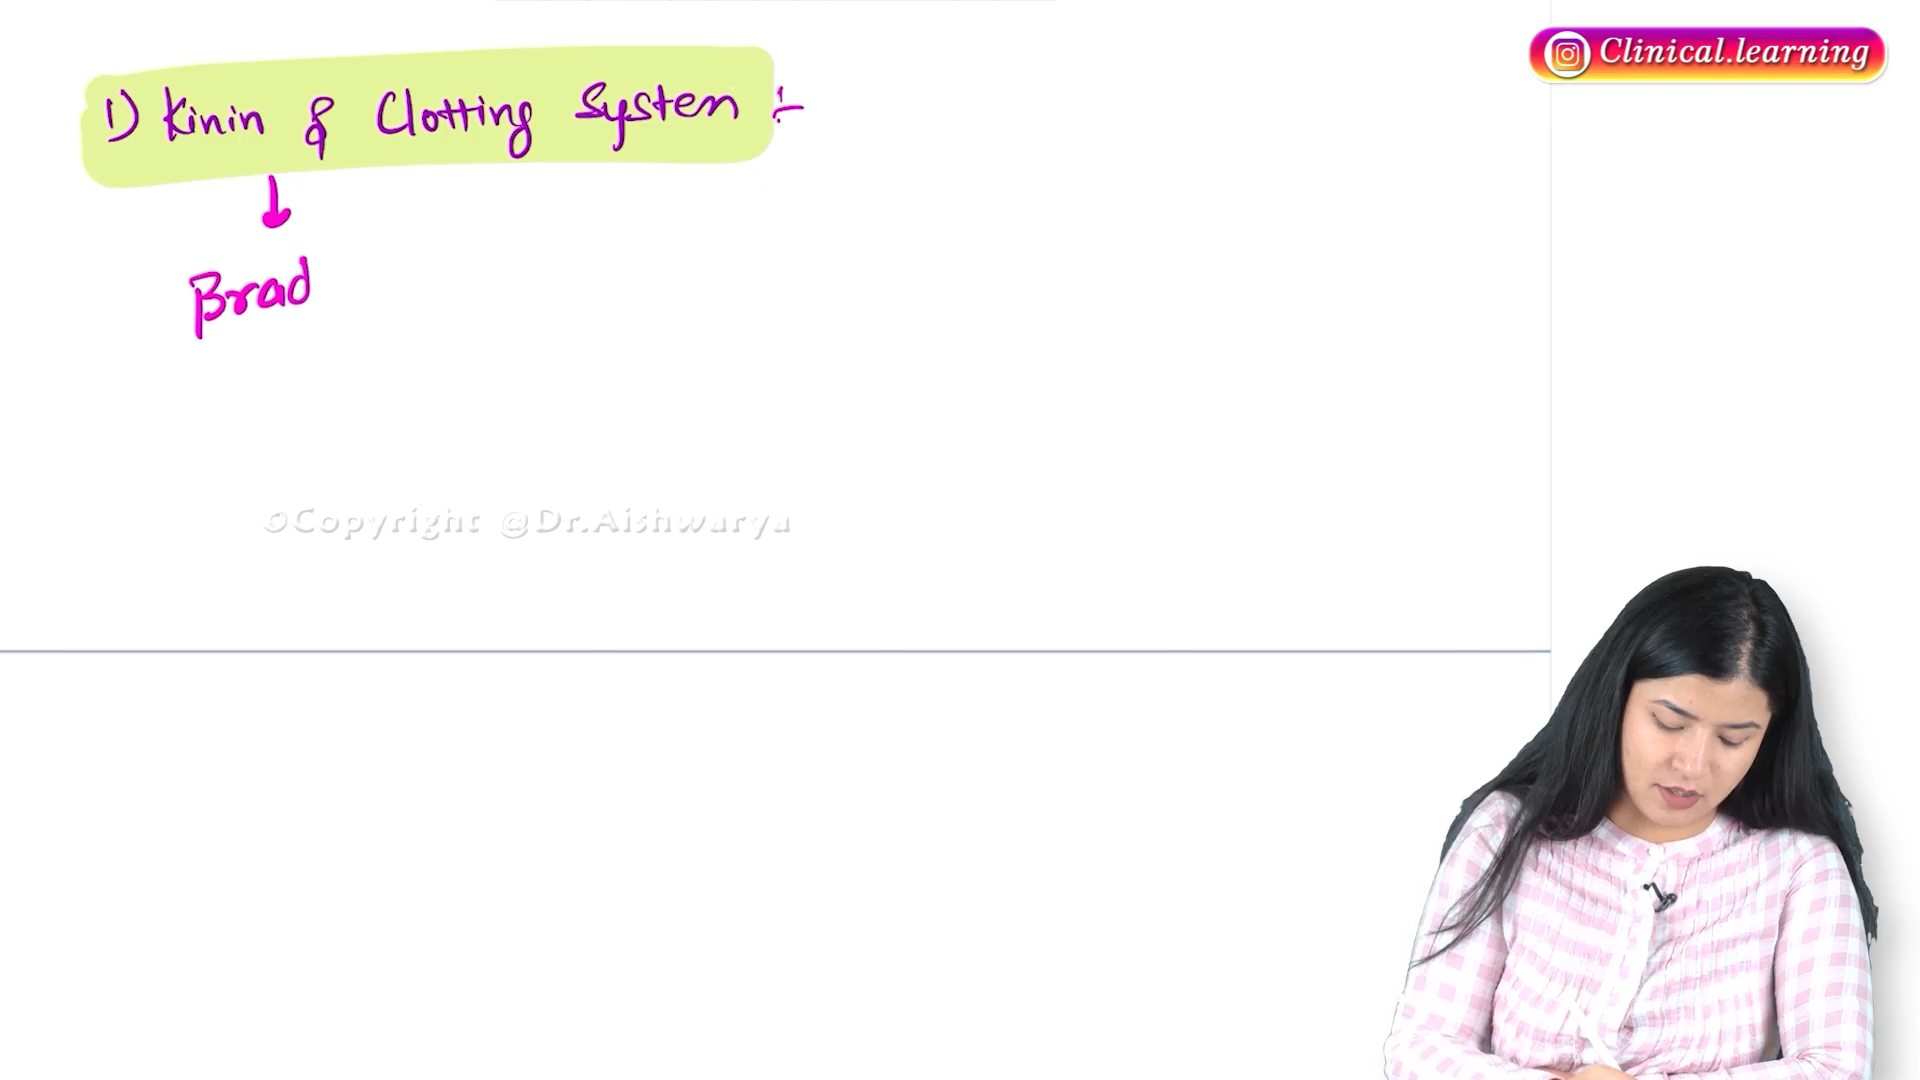 Clinical.learning
1) Kinin & Clotting System :-
Brad
©Copyright @Dr.Aishwarya